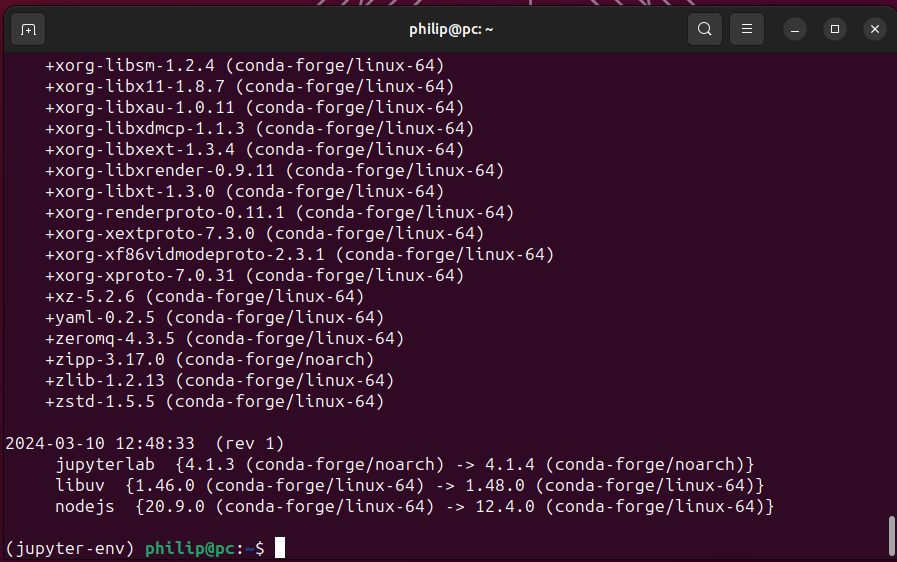 philip@pc: ~
+xorg-libsm-1.2.4 (conda-forge/linux-64)
+xorg-libx11-1.8.7 (conda-forge/linux-64)
+xorg-libxau-1.0.11 (conda-forge/linux-64)
+xorg-libxdmcp-1.1.3 (conda-forge/linux-64)
+xorg-libxext-1.3.4 (conda-forge/linux-64)
+xorg-libxrender-0.9.11 (conda-forge/linux-64)
+xorg-libxt-1.3.0 (conda-forge/linux-64)
+xorg-renderproto-0.11.1 (conda-forge/linux-64)
+xorg-xextproto-7.3.0 (conda-forge/linux-64)
+xorg-xf86vidmodeproto-2.3.1 (conda-forge/linux-64)
+xorg-xproto-7.0.31 (conda-forge/linux-64)
+xz-5.2.6 (conda-forge/linux-64)
+yaml-0.2.5 (conda-forge/linux-64)
+zeromq-4.3.5 (conda-forge/linux-64)
+zipp-3.17.0 (conda-forge/noarch)
+zlib-1.2.13 (conda-forge/linux-64)
+zstd-1.5.5 (conda-forge/linux-64)
2024-03-10 12:48:33  (rev 1)
jupyterlab  {4.1.3 (conda-forge/noarch) -> 4.1.4 (conda-forge/noarch)}
libuv  {1.46.0 (conda-forge/linux-64) -> 1.48.0 (conda-forge/linux-64)}
nodejs  {20.9.0 (conda-forge/linux-64) -> 12.4.0 (conda-forge/linux-64)}
(jupyter-env) philip@pc:~$